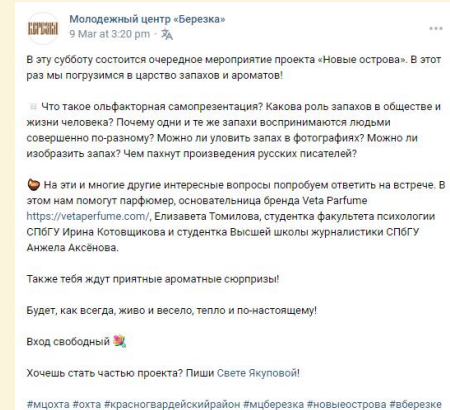 БЕРЕЗКА
Молодежный центр «Березка»
9 Mar at 3:20 pm
В эту субботу состоится очередное мероприятие проекта «Новые острова». В этот
раз мы погрузимся в царство запахов и ароматов!
Что такое ольфакторная самопрезентация? Какова роль запахов в обществе и
жизни человека? Почему одни и те же запахи воспринимаются людьми
совершенно по-разному? Можно ли уловить запах в фотографиях? Можно ли
изобразить запах? Чем пахнут произведения русских писателей?
На эти и многие другие интересные вопросы попробуем ответить на встрече. В
этом нам помогут парфюмер, основательница бренда Veta Parfume
https://vetaperfume.com/, Елизавета Томилова, студентка факультета психологии
СПбГУ Ирина Котовщикова и студентка Высшей школы журналистики СПбГУ
Анжела Аксёнова.
Также тебя ждут приятные ароматные сюрпризы!
Будет, как всегда, живо и весело, тепло и по-настоящему!
Вход свободный 💐
Хочешь стать частью проекта? Пиши Свете Якуповой!
#мцохта #охта #красногвардейскийрайон #мцберезка #новыеострова #вберезке